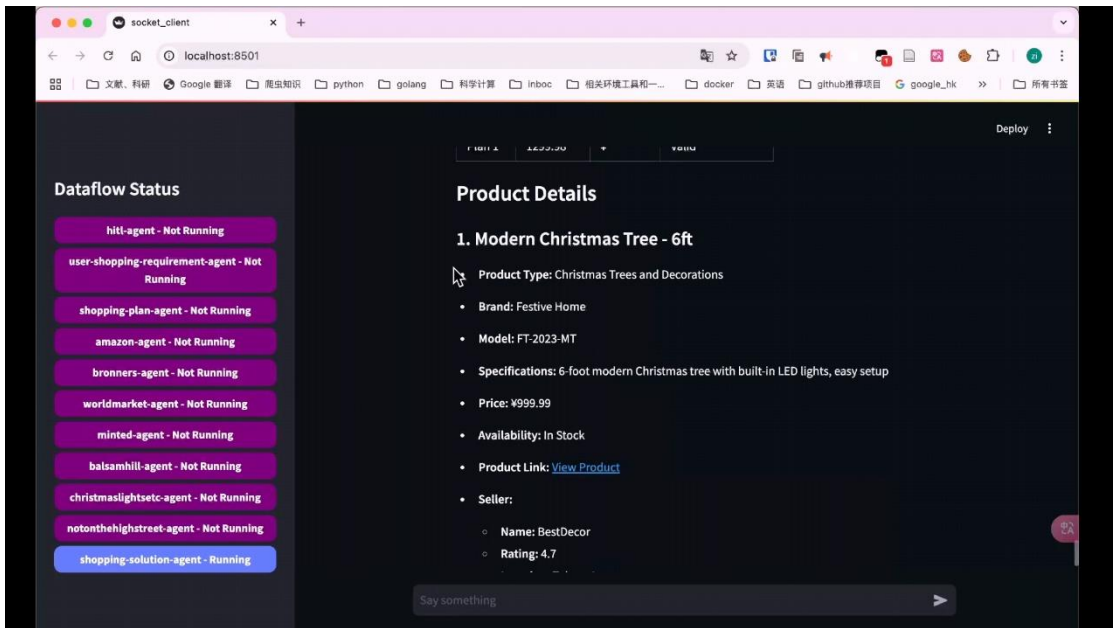 socket_client
localhost:8501
文献、科研
Google 翻译
爬虫知识
python
golang
科学计算
inboc
相关环境工具和一...
docker
英语
github推荐项目
google_hk
所有书签
Deploy
Dataflow Status
hitl-agent - Not Running
user-shopping-requirement-agent - Not
Running
shopping-plan-agent - Not Running
amazon-agent - Not Running
bronners-agent - Not Running
worldmarket-agent - Not Running
minted-agent - Not Running
balsamhill-agent - Not Running
christmaslightsetc-agent - Not Running
notonthehighstreet-agent - Not Running
shopping-solution-agent - Running
Product Details
1. Modern Christmas Tree - 6ft
Product Type: Christmas Trees and Decorations
Brand: Festive Home
Model: FT-2023-MT
Specifications: 6-foot modern Christmas tree with built-in LED lights, easy setup
Price: ¥999.99
Availability: In Stock
Product Link: View Product
Seller:
Name: BestDecor
Rating: 4.7
Say something